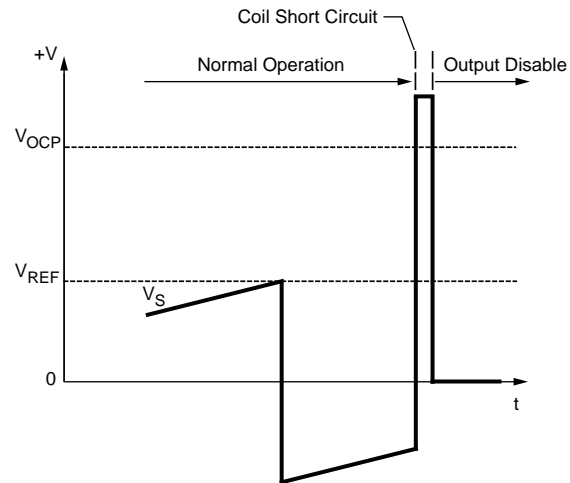 Coil Short Circuit
+V
Normal Operation
Output Disable
VOCP
VREF
VS
0
t